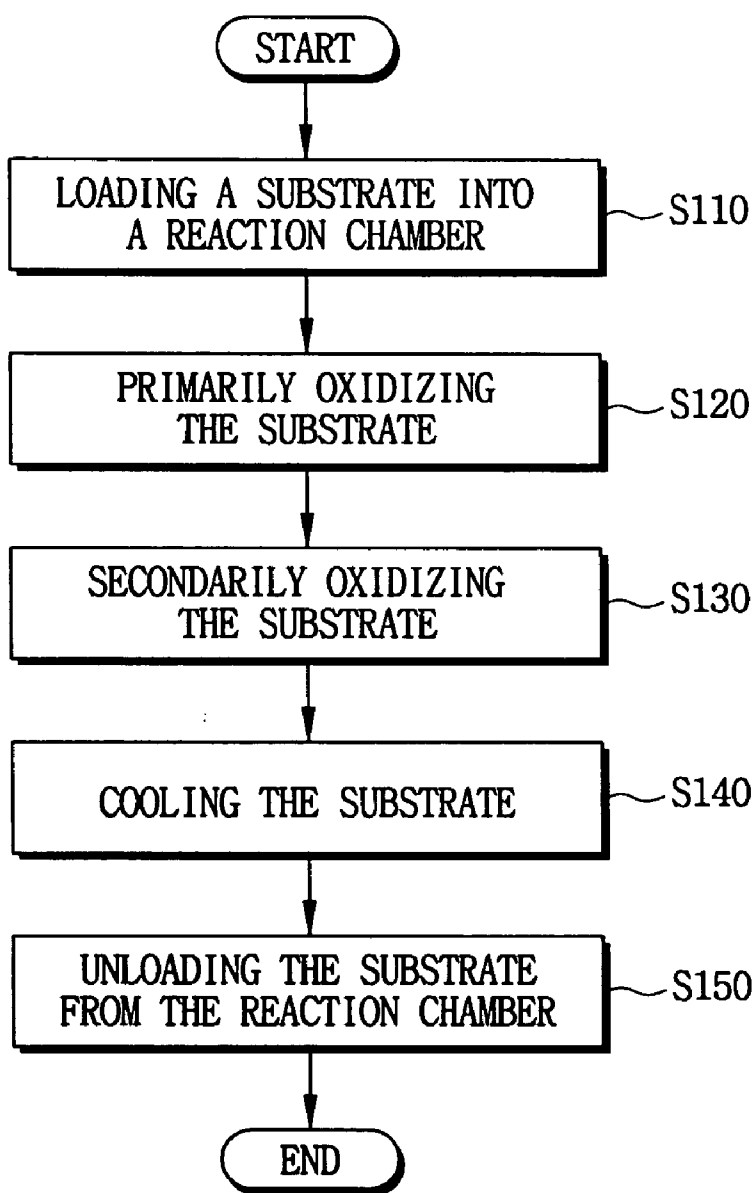 START
LOADING A SUBSTRATE INTO
A REACTION CHAMBER
S110
PRIMARILY OXIDIZING
THE SUBSTRATE
S120
SECONDARILY OXIDIZING
THE SUBSTRATE
S130
COOLING THE SUBSTRATE
S140
UNLOADING THE SUBSTRATE
FROM THE REACTION CHAMBER
S150
END